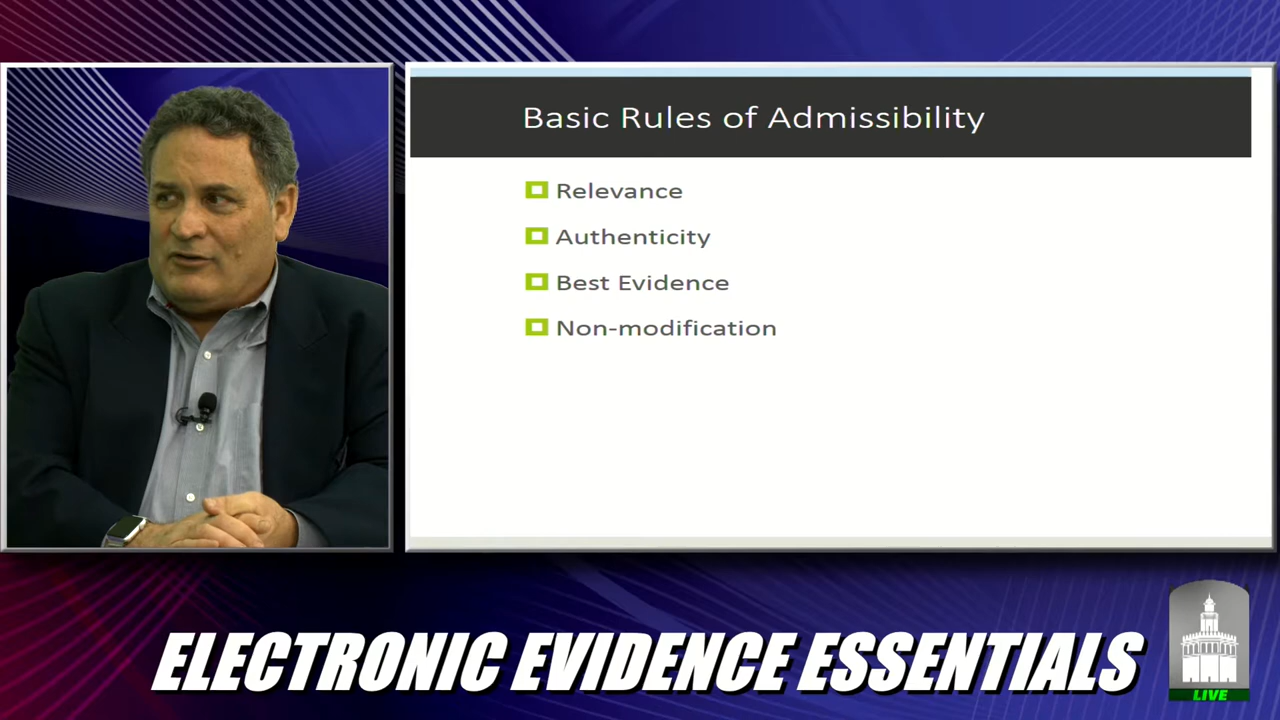 Basic Rules of Admissibility
Relevance
Authenticity
Best Evidence
Non-modification
ELECTRONIC EVIDENCE ESSENTIALS
LIVE